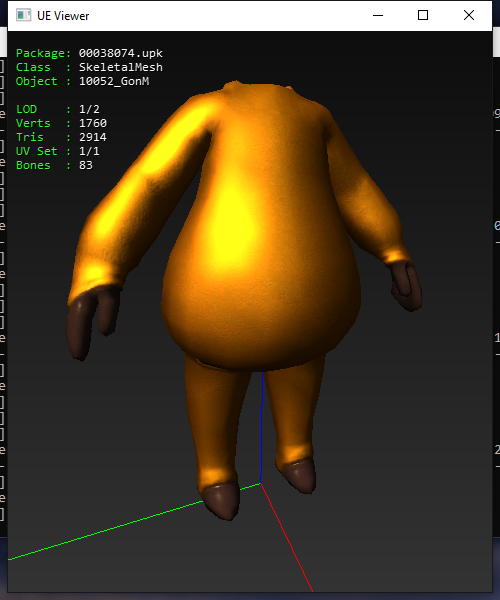 UE Viewer
Package: 00038074.upk
Class : SkeletalMesh
Object : 10052_GonM
LOD : 1/2
Verts : 1760
Tris : 2914
UV Set : 1/1
Bones : 83